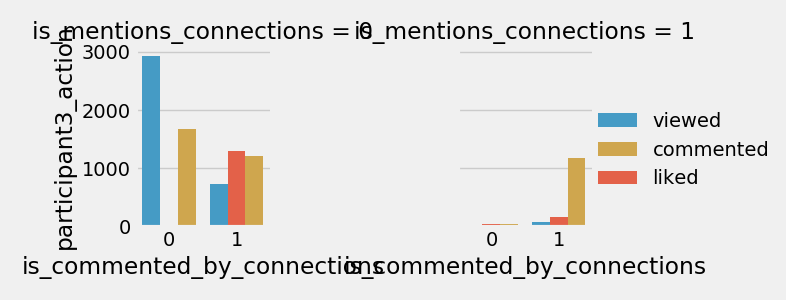 is_mentions_connections = 0
is_mentions_connections = 1
participant3_action
3000
2000
1000
0
0
1
0
1
is_commented_by_connections
is_commented_by_connections
viewed
commented
liked